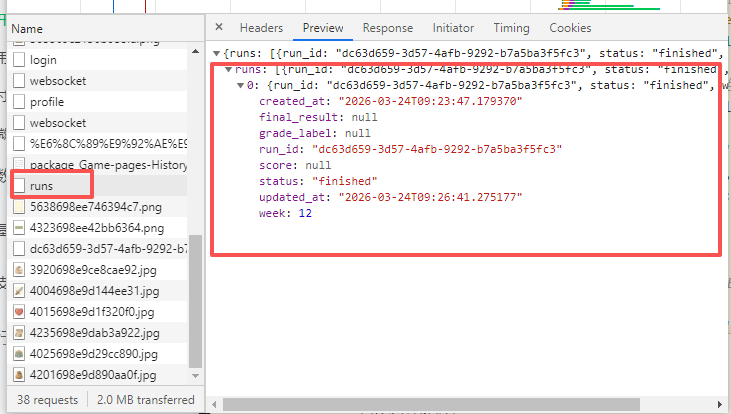 Name
login
websocket
profile
websocket
%E6%8C%89%E9%92%AE%E9
package_Game-pages-History
runs
5638698ee746394c7.png
4323698ee42bb6364.png
dc63d659-3d57-4afb-9292-b7a5b
3920698e9ce8cae92.jpg
4004698e9d144ee31.jpg
4015698e9d1f320f0.jpg
4235698e9dab3a922.jpg
4025698e9d29cc890.jpg
4201698e9d890aa0f.jpg
38 requests
2.0 MB transferred
× Headers Preview Response Initiator Timing Cookies
▼{runs: [{run_id: "dc63d659-3d57-4afb-9292-b7a5ba3f5fc3", status: "finished",
▼runs: [{run_id: "dc63d659-3d57-4afb-9292-b7a5ba3f5fc3", status: "finished",
▼0: {run_id: "dc63d659-3d57-4afb-9292-b7a5ba3f5fc3", status: "finished", w
created_at: "2026-03-24T09:23:47.179370"
final_result: null
grade_label: null
run_id: "dc63d659-3d57-4afb-9292-b7a5ba3f5fc3"
score: null
status: "finished"
updated_at: "2026-03-24T09:26:41.275177"
week: 12